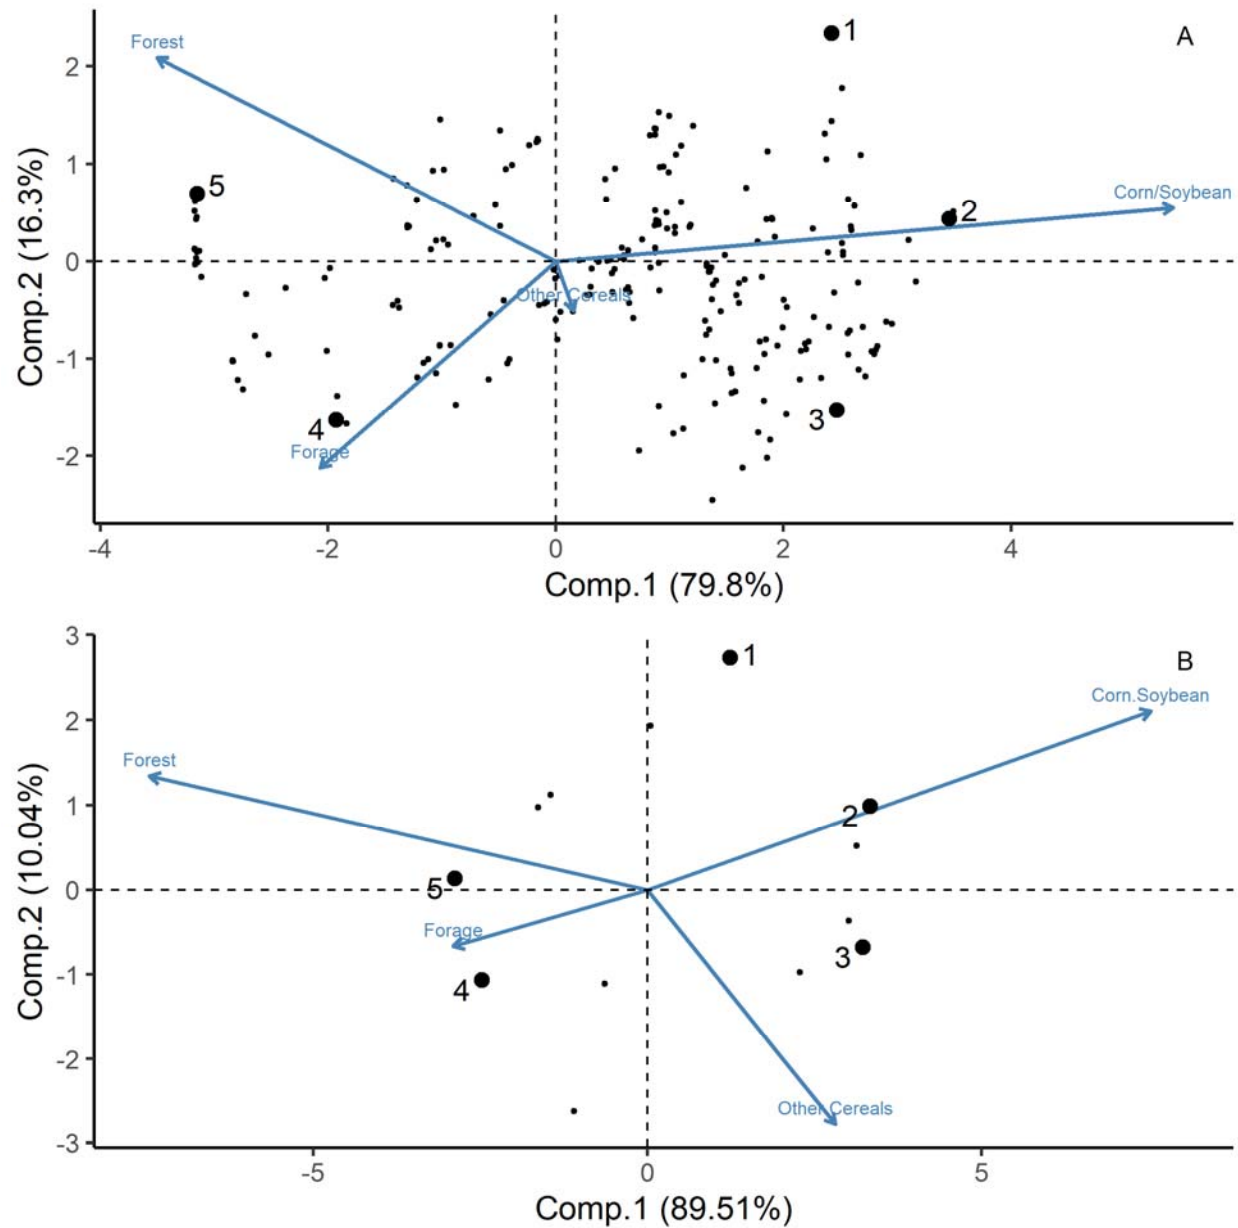 A
1
Forest
2
Corn/Soybean
1
5
2
0
Other Cereals
-1
3
4
Forage
-2
-4
-2
0
2
4
Comp.1 (79.8%)
Comp.2 (16.3%)
3
1
B
Corn.Soybean
2
Forest
1
2
5
0
Forage
3
-1
4
-2
Other Cereals
-3
-5
0
5
Comp.1 (89.51%)
Comp.2 (10.04%)